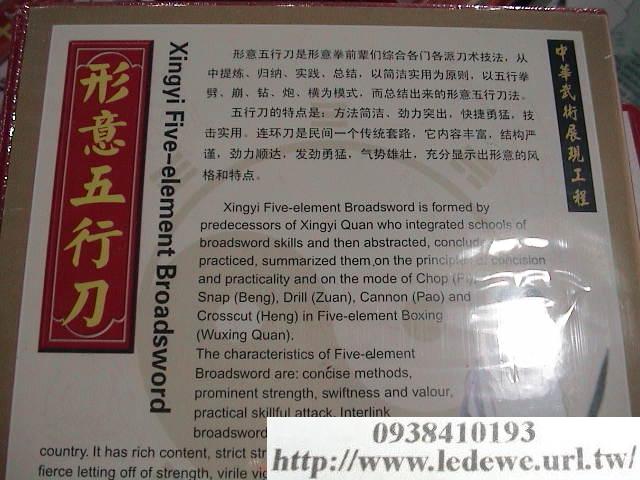 形意五行刀
Xingyi Five-element Broadsword
中華武術展現工程
形意五行刀是形意拳前辈们综合各门各派刀术技法，从
中提炼、归纳、实践、总结，以简洁实用为原则，以五行拳
劈、崩、钻、炮、横为模式，而总结出来的形意五行刀法。
五行刀的特点是：方法简洁、劲力突出，快捷勇猛，技
击实用。连环刀是民间一个传统套路，它内容丰富，结构严
谨，劲力顺达，发劲勇猛，气势雄壮，充分显示出形意的风
格和特点。
Xingyi Five-element Broadsword is formed by
predecessors of Xingyi Quan who integrated schools of
broadsword skills and then abstracted,
practiced, summarized them,on the principles of concision
and practicality and on the mode of Chop (Pi),
Snap (Beng), Drill (Zuan), Cannon (Pao) and
Crosscut (Heng) in Five-element Boxing
(Wuxing Quan).
The characteristics of Five-element
Broadsword are: concise methods,
prominent strength, swiftness and valour,
practical skillful attack. Interlink
broadsword
country. It has rich content, strict
fierce letting off of strength, virile
0938410193
http://www.ledewe.url.tw/